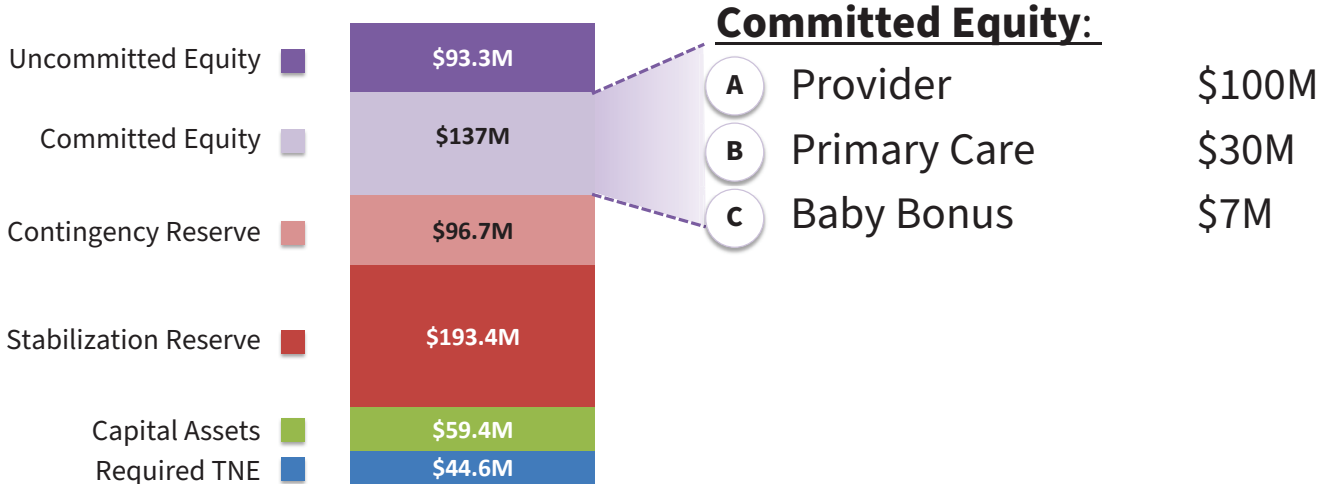 Committed Equity:
Uncommitted Equity $93.3M
A Provider $100M
Committed Equity $137M
B Primary Care $30M
C Baby Bonus $7M
Contingency Reserve $96.7M
Stabilization Reserve $193.4M
Capital Assets $59.4M
Required TNE $44.6M